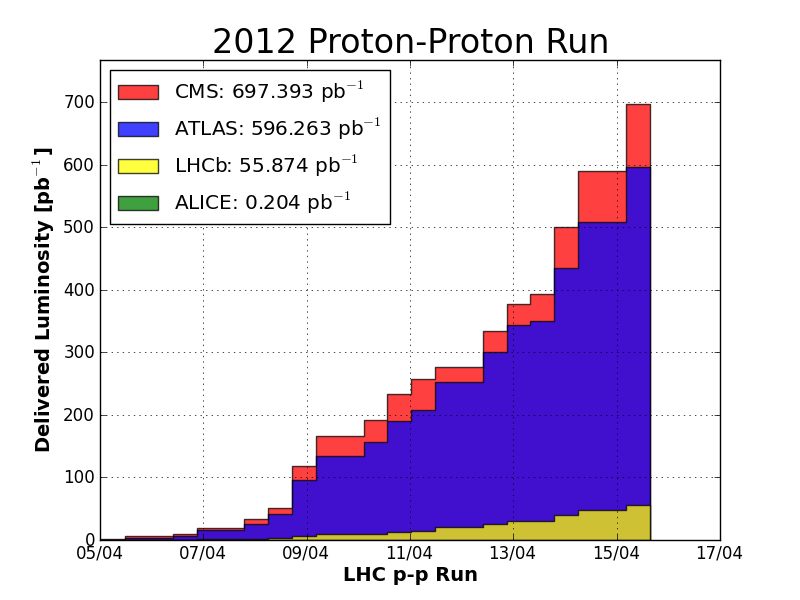 2012 Proton-Proton Run
CMS: 697.393 pb⁻¹
ATLAS: 596.263 pb⁻¹
LHCb: 55.874 pb⁻¹
ALICE: 0.204 pb⁻¹
Delivered Luminosity [pb⁻¹]
700
600
500
400
300
200
100
0
05/04 07/04 09/04 11/04 13/04 15/04 17/04
LHC p-p Run